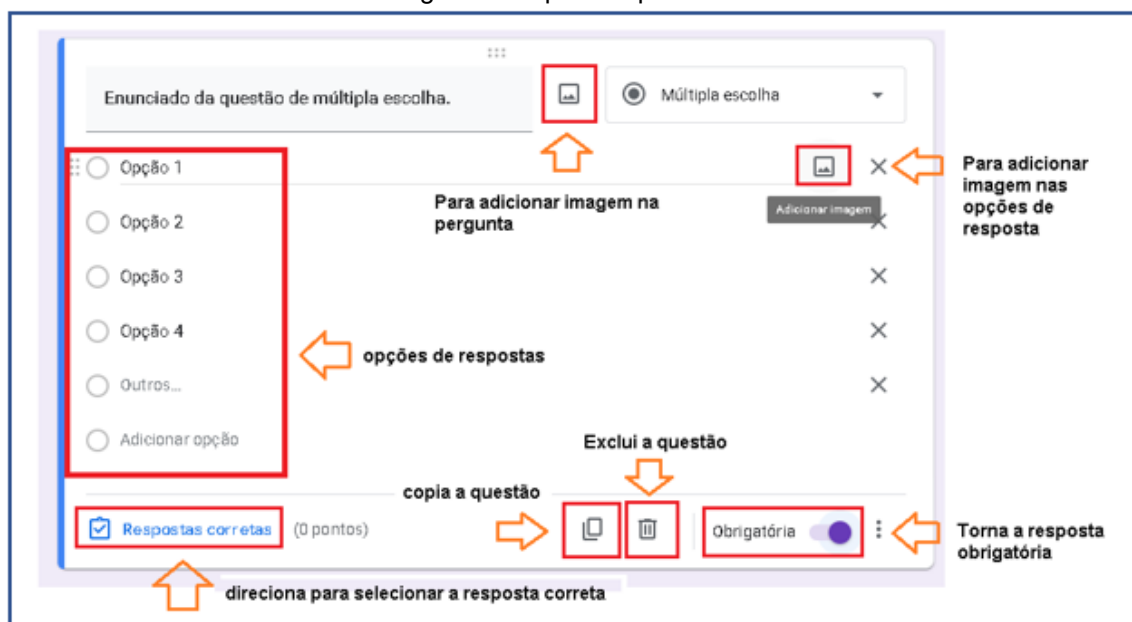 Enunciado da questão de múltipla escolha.
Múltipla escolha
Opção 1
Para adicionar
imagem nas
opções de
resposta
Para adicionar imagem na
pergunta
Adicionar imagem
Opção 2
Opção 3
Opção 4
opções de respostas
Outros...
Adicionar opção
Exclui a questão
copia a questão
Respostas corretas (0 pontos)
Obrigatória
Torna a resposta
obrigatória
direciona para selecionar a resposta correta